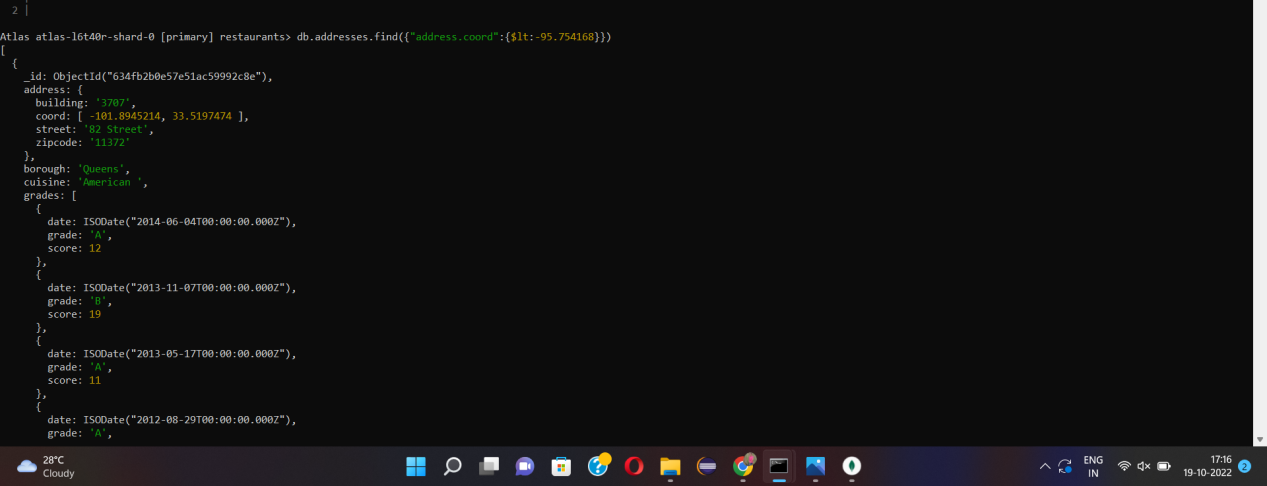 2 |
Atlas atlas-l6t40r-shard-0 [primary] restaurants> db.addresses.find({"address.coord":{$lt:-95.754168}})
[
  {
    _id: ObjectId("634fb2b0e57e51ac59992c8e"),
    address: {
      building: '3707',
      coord: [ -101.8945214, 33.5197474 ],
      street: '82 Street',
      zipcode: '11372'
    },
    borough: 'Queens',
    cuisine: 'American ',
    grades: [
      {
        date: ISODate("2014-06-04T00:00:00.000Z"),
        grade: 'A',
        score: 12
      },
      {
        date: ISODate("2013-11-07T00:00:00.000Z"),
        grade: 'B',
        score: 19
      },
      {
        date: ISODate("2013-05-17T00:00:00.000Z"),
        grade: 'A',
        score: 11
      },
      {
        date: ISODate("2012-08-29T00:00:00.000Z"),
        grade: 'A',
28°C
Cloudy
ENG
IN
17:16
19-10-2022
2